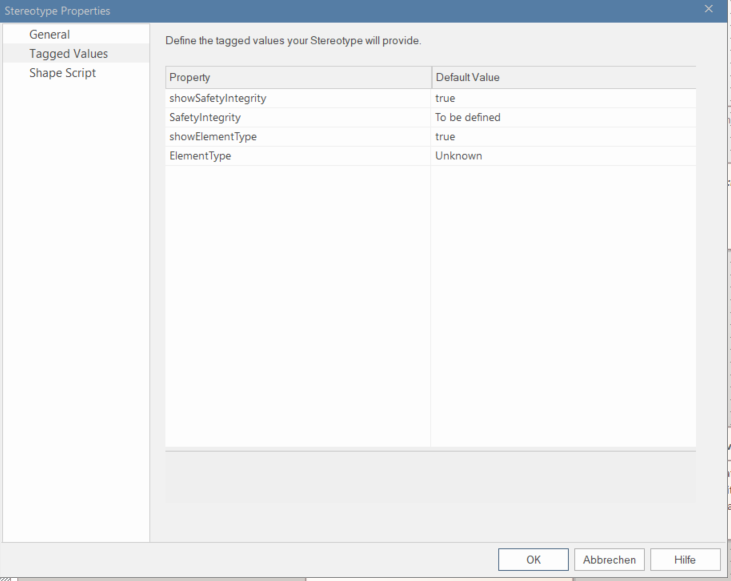 Stereotype Properties
General
Tagged Values
Shape Script
Define the tagged values your Stereotype will provide.
Property Default Value
showSafetyIntegrity true
SafetyIntegrity To be defined
showElementType true
ElementType Unknown
OK Abbrechen Hilfe